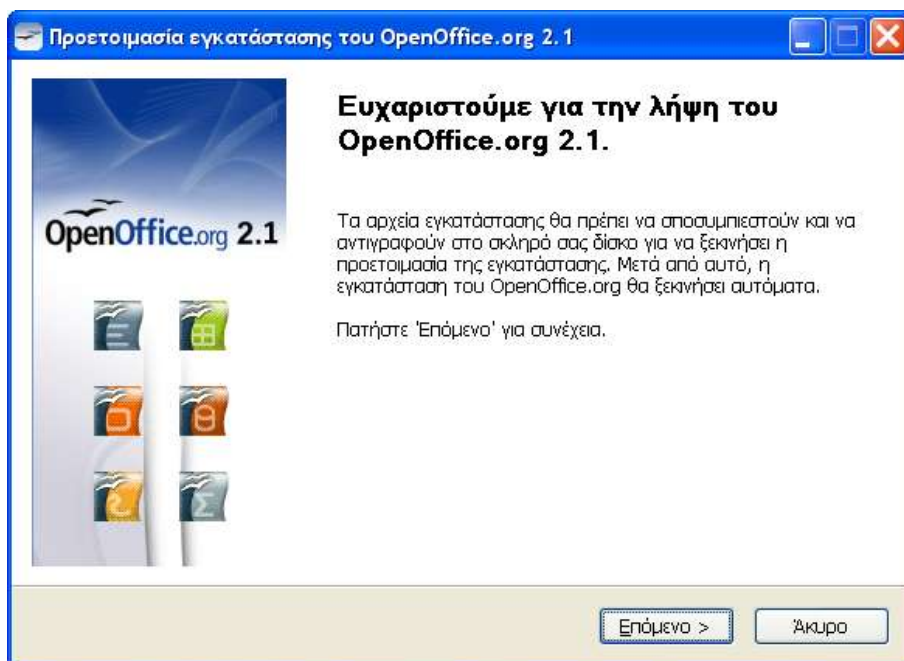 Προετοιμασία εγκατάστασης του OpenOffice.org 2.1
Ευχαριστούμε για την λήψη του
OpenOffice.org 2.1.
OpenOffice.org 2.1
Τα αρχεία εγκατάστασης θα πρέπει να αποσυμπιεστούν και να
αντιγραφούν στο σκληρό σας δίσκο για να ξεκινήσει η
προετοιμασία της εγκατάστασης. Μετά από αυτό, η
εγκατάσταση του OpenOffice.org θα ξεκινήσει αυτόματα.
Πατήστε 'Επόμενο' για συνέχεια.
Επόμενο >
Άκυρο